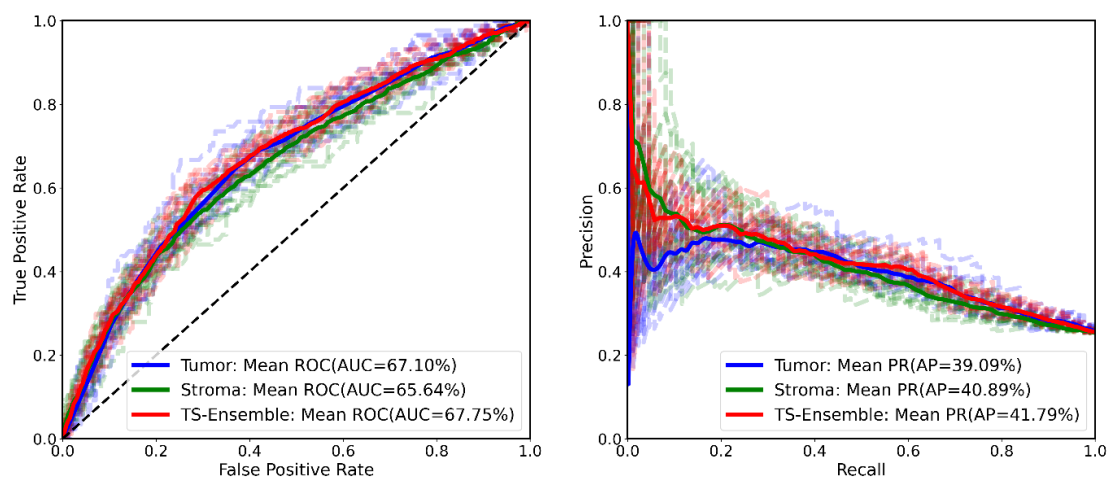 1.0
0.8
0.6
0.4
0.2
0.0
0.0
0.2
0.4
0.6
0.8
1.0
True Positive Rate
False Positive Rate
Tumor: Mean ROC(AUC=67.10%)
Stroma: Mean ROC(AUC=65.64%)
TS-Ensemble: Mean ROC(AUC=67.75%)
1.0
0.8
0.6
0.4
0.2
0.0
0.0
0.2
0.4
0.6
0.8
1.0
Precision
Recall
Tumor: Mean PR(AP=39.09%)
Stroma: Mean PR(AP=40.89%)
TS-Ensemble: Mean PR(AP=41.79%)